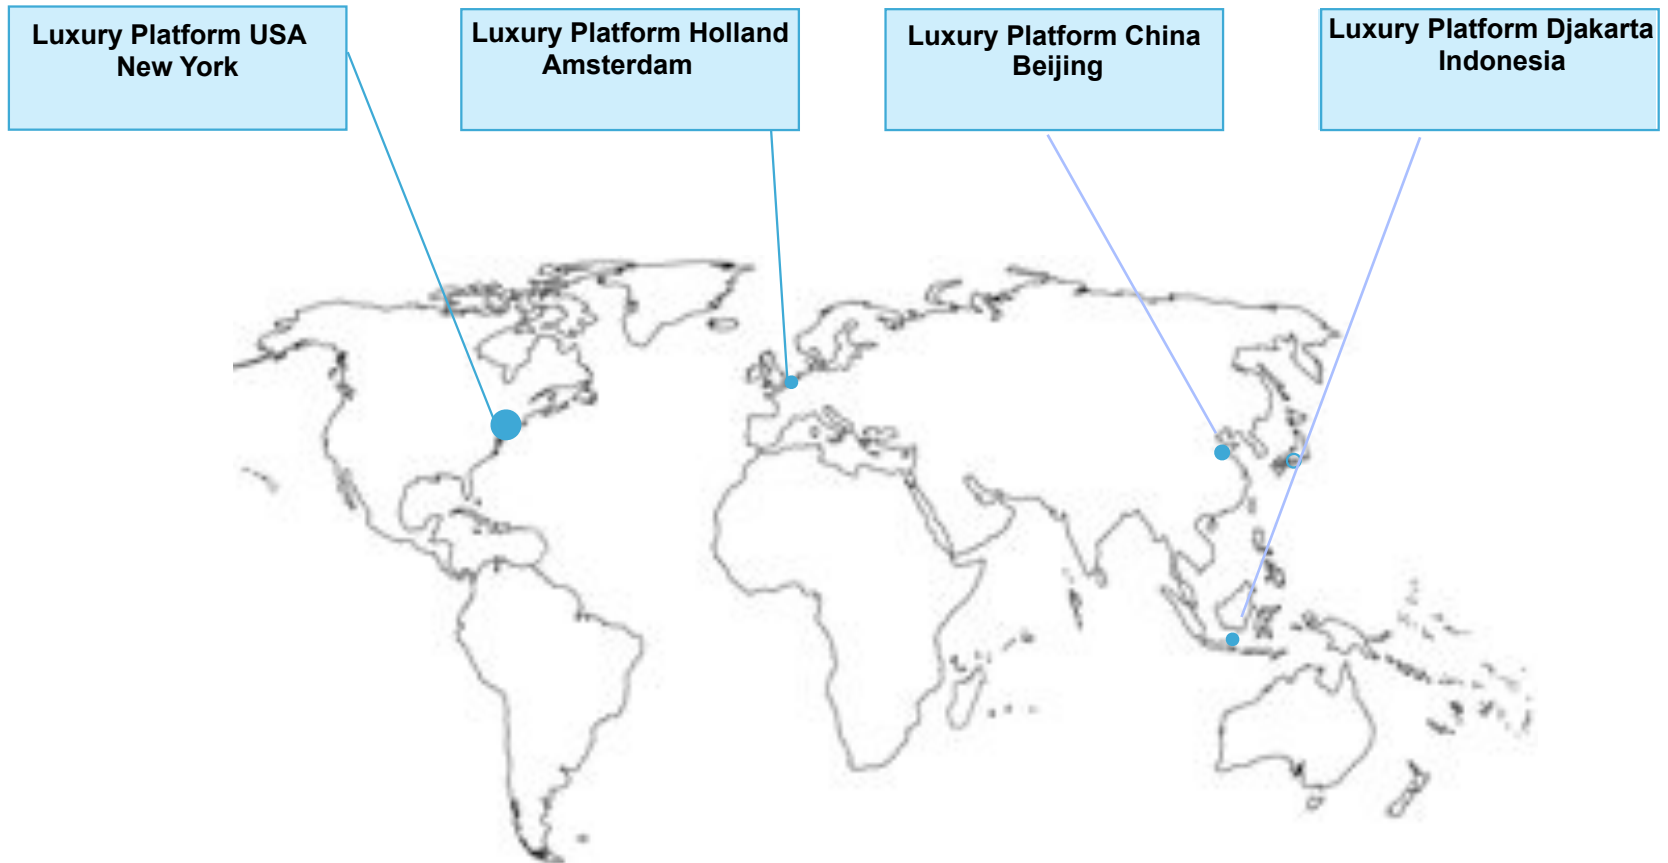 Luxury Platform USA
New York
Luxury Platform Holland
Amsterdam
Luxury Platform China
Beijing
Luxury Platform Djakarta
Indonesia